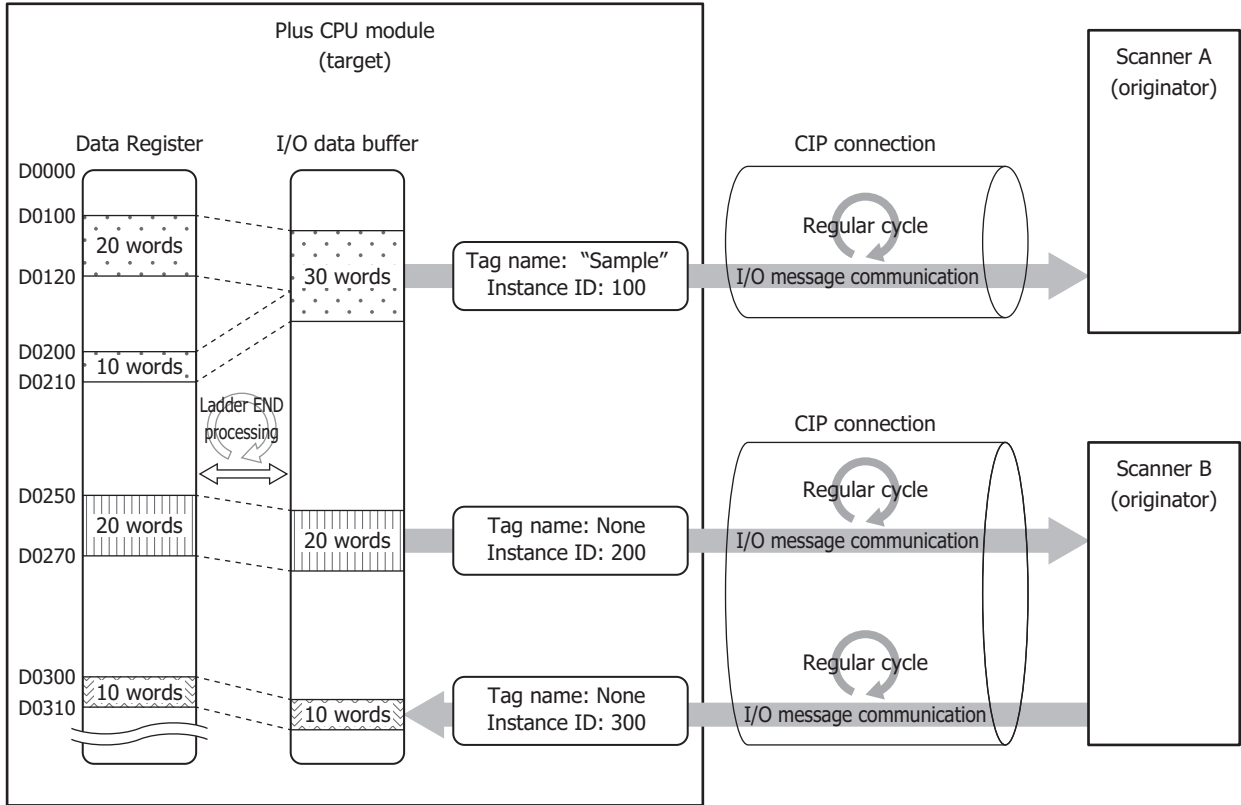 Plus CPU module
(target)
Scanner A
(originator)
Data Register
I/O data buffer
CIP connection
D0000
D0100
20 words
D0120
30 words
Tag name: “Sample”
Instance ID: 100
Regular cycle
I/O message communication
D0200
10 words
D0210
Ladder END
processing
CIP connection
Scanner B
(originator)
D0250
20 words
D0270
20 words
Tag name: None
Instance ID: 200
Regular cycle
I/O message communication
D0300
10 words
D0310
10 words
Tag name: None
Instance ID: 300
Regular cycle
I/O message communication